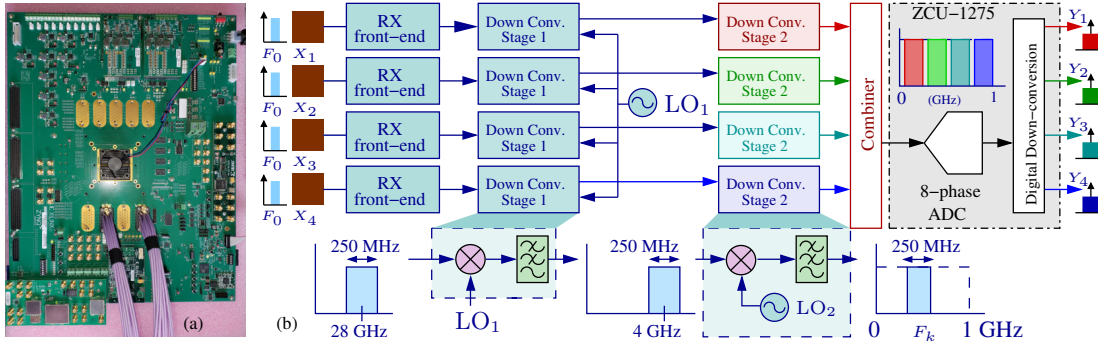 (a)
(b)
F0 X1
F0 X2
F0 X3
F0 X4
RX
front-end
RX
front-end
RX
front-end
RX
front-end
Down Conv.
Stage 1
Down Conv.
Stage 1
Down Conv.
Stage 1
Down Conv.
Stage 1
LO1
Down Conv.
Stage 2
Down Conv.
Stage 2
Down Conv.
Stage 2
Down Conv.
Stage 2
Combiner
ZCU-1275
0 (GHz) 1
8-phase
ADC
Digital Down-conversion
Y1
Y2
Y3
Y4
250 MHz
28 GHz
LO1
250 MHz
4 GHz
LO2
250 MHz
0 Fk 1 GHz